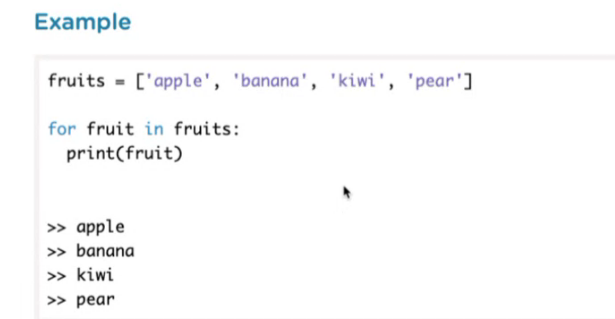 Example
fruits = ['apple', 'banana', 'kiwi', 'pear']
for fruit in fruits:
  print(fruit)
>> apple
>> banana
>> kiwi
>> pear